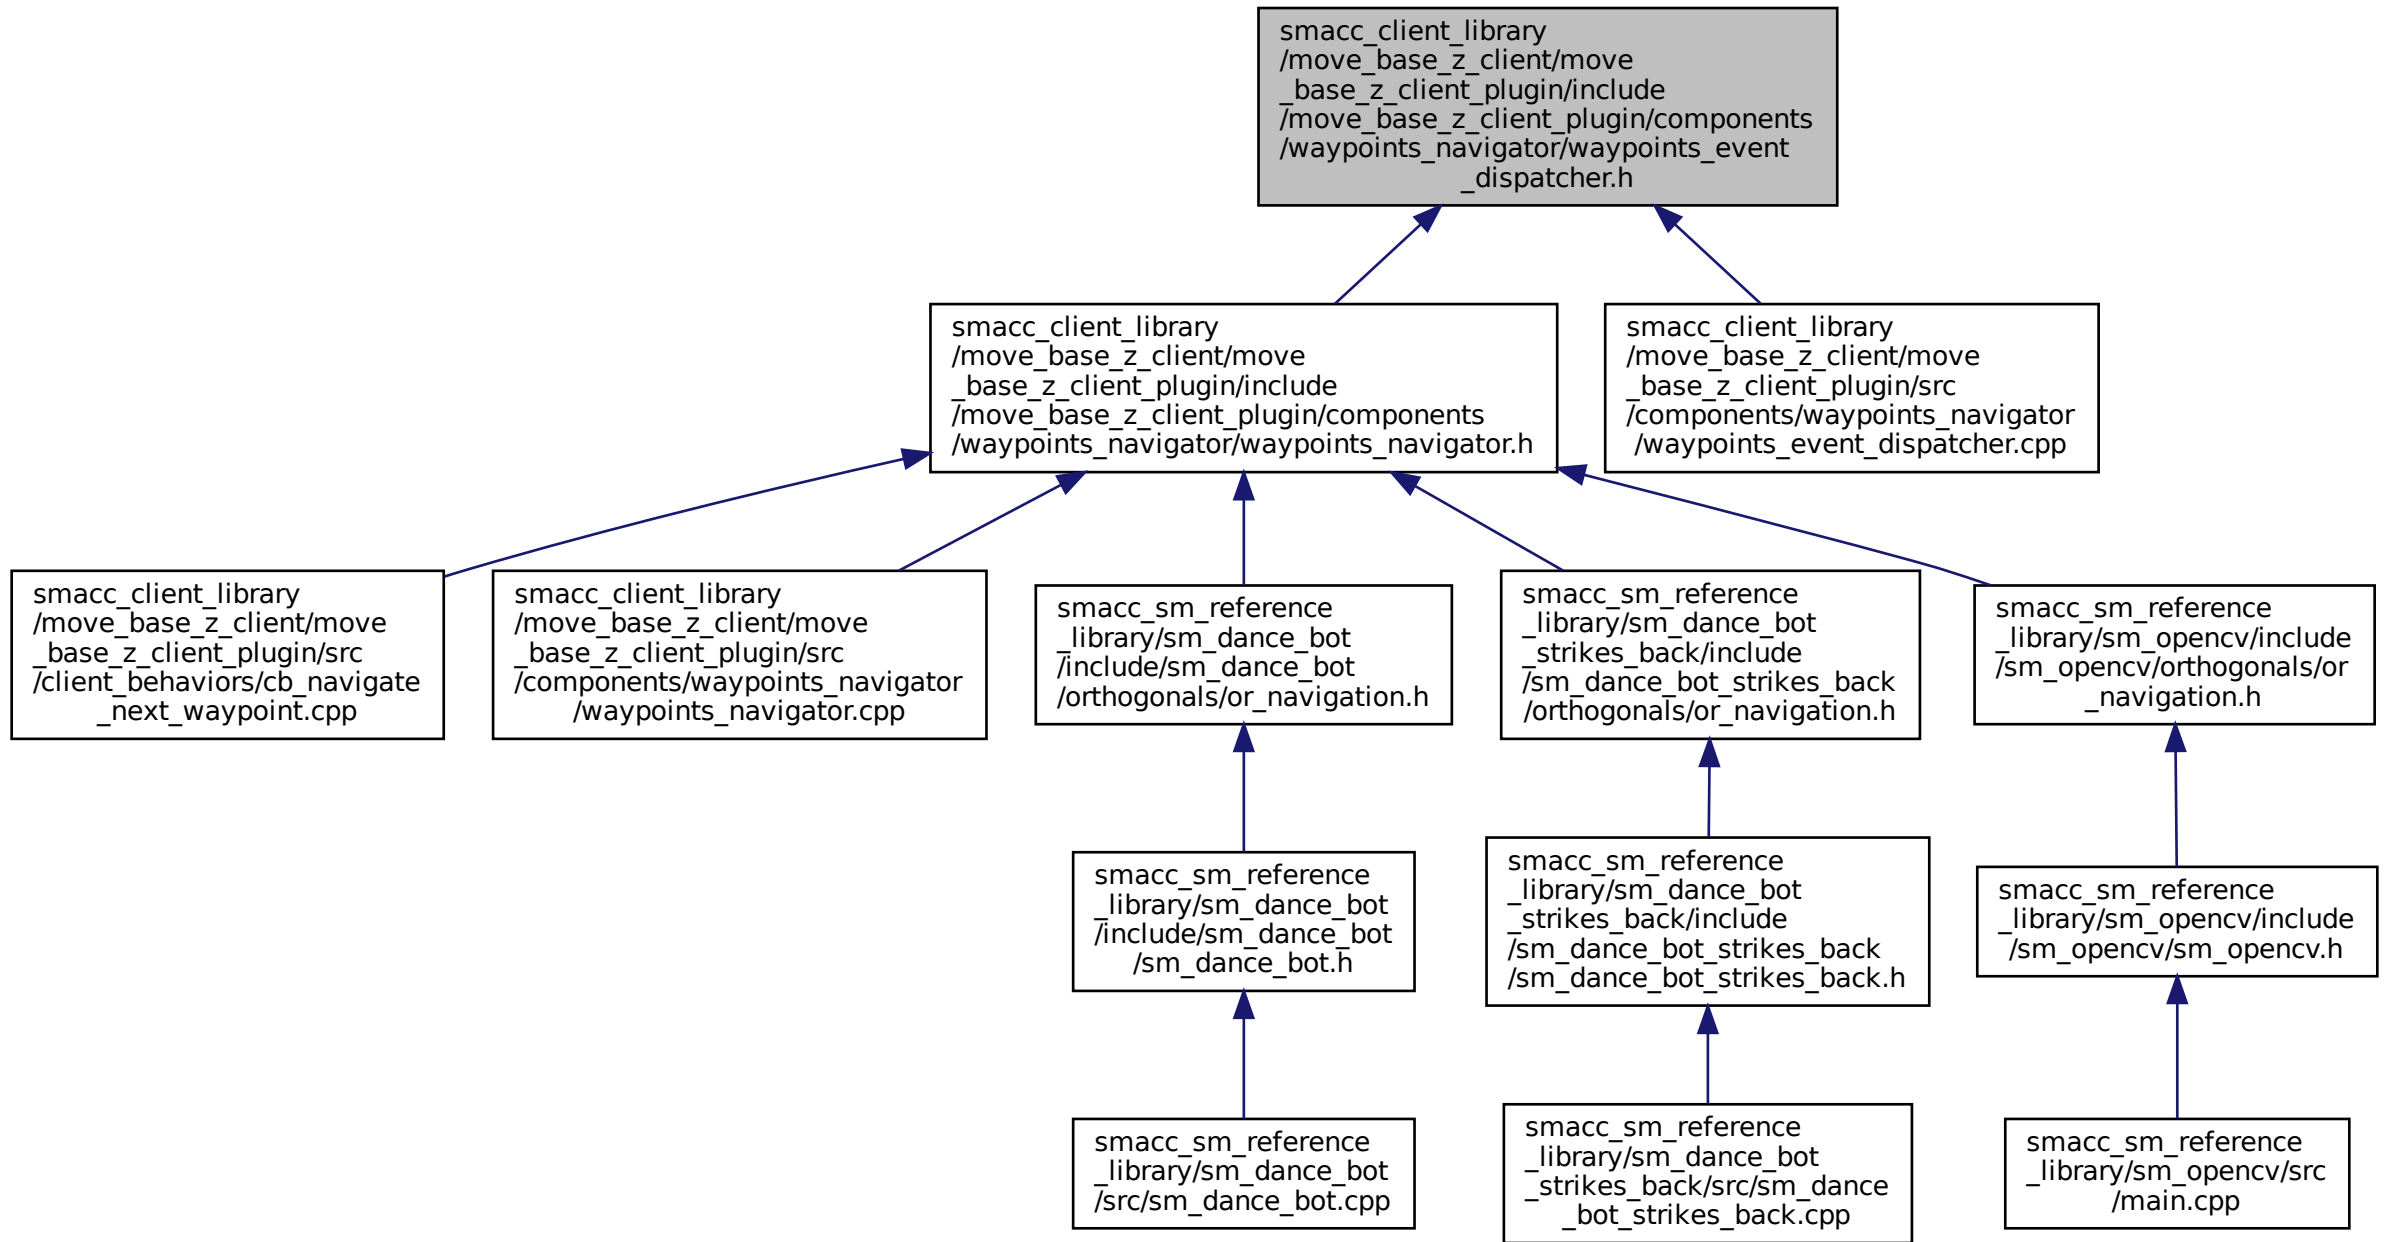 smacc_client_library
/move_base_z_client/move
_base_z_client_plugin/include
/move_base_z_client_plugin/components
/waypoints_navigator/waypoints_event
_dispatcher.h
smacc_client_library
/move_base_z_client/move
_base_z_client_plugin/include
/move_base_z_client_plugin/components
/waypoints_navigator/waypoints_navigator.h
smacc_client_library
/move_base_z_client/move
_base_z_client_plugin/src
/components/waypoints_navigator
/waypoints_event_dispatcher.cpp
smacc_client_library
/move_base_z_client/move
_base_z_client_plugin/src
/client_behaviors/cb_navigate
_next_waypoint.cpp
smacc_client_library
/move_base_z_client/move
_base_z_client_plugin/src
/components/waypoints_navigator
/waypoints_navigator.cpp
smacc_sm_reference
_library/sm_dance_bot
/include/sm_dance_bot
/orthogonals/or_navigation.h
smacc_sm_reference
_library/sm_dance_bot
_strikes_back/include
/sm_dance_bot_strikes_back
/orthogonals/or_navigation.h
smacc_sm_reference
_library/sm_opencv/include
/sm_opencv/orthogonals/or
_navigation.h
smacc_sm_reference
_library/sm_dance_bot
/include/sm_dance_bot
/sm_dance_bot.h
smacc_sm_reference
_library/sm_dance_bot
_strikes_back/include
/sm_dance_bot_strikes_back
/sm_dance_bot_strikes_back.h
smacc_sm_reference
_library/sm_opencv/include
/sm_opencv/sm_opencv.h
smacc_sm_reference
_library/sm_dance_bot
/src/sm_dance_bot.cpp
smacc_sm_reference
_library/sm_dance_bot
_strikes_back/src/sm_dance
_bot_strikes_back.cpp
smacc_sm_reference
_library/sm_opencv/src
/main.cpp